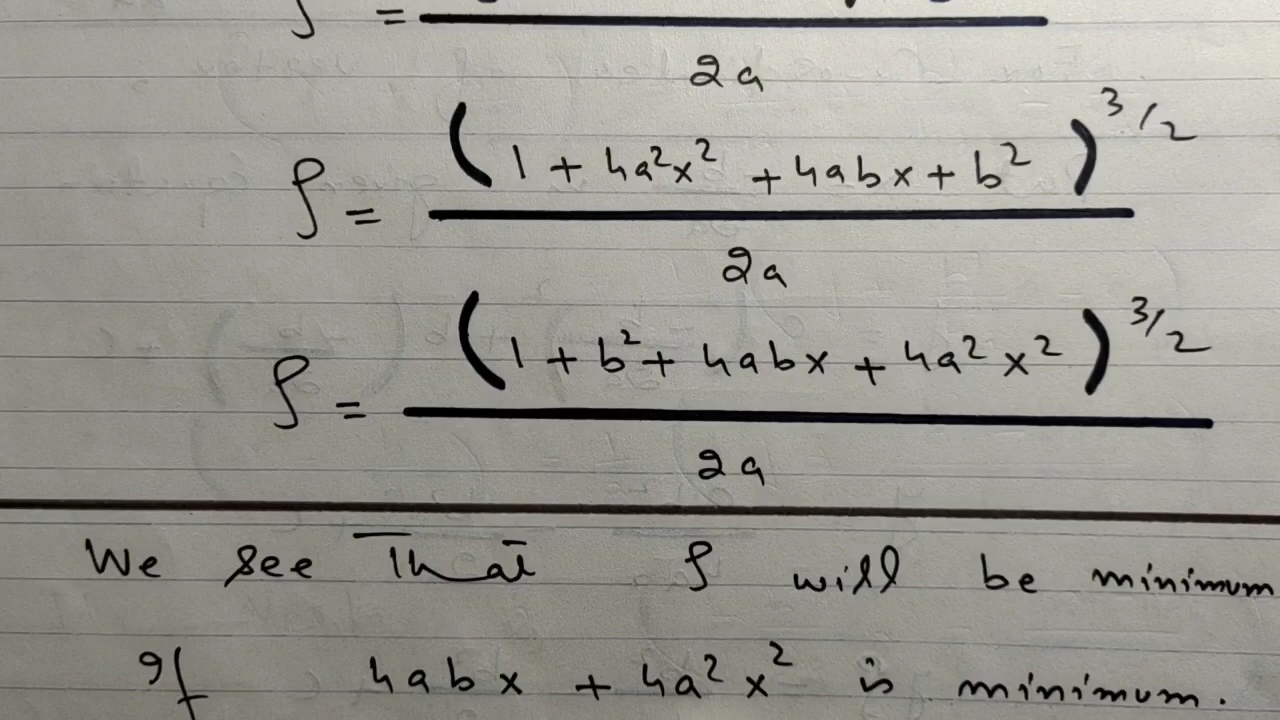 ρ = / 2a
ρ = (1 + 4a²x² + 4abx + b²)^3/2 / 2a
ρ = (1 + b² + 4abx + 4a²x²)^3/2 / 2a
We see That ρ will be minimum
If 4abx + 4a²x² is minimum.